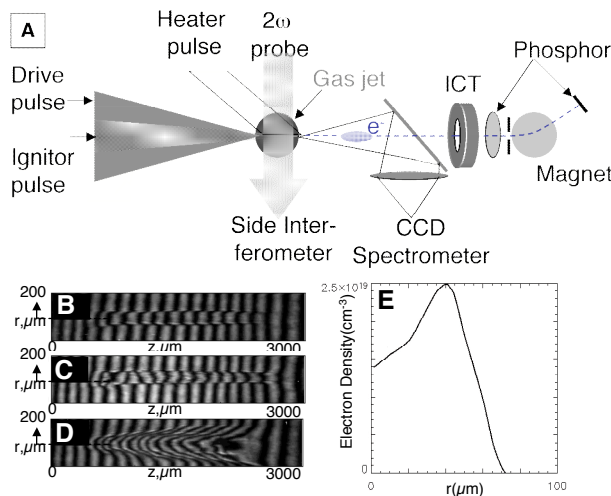 A
Heater
pulse
2ω
probe
Gas jet
Drive
pulse
Ignitor
pulse
e-
ICT
Phosphor
Magnet
Side Inter-
ferometer
CCD
Spectrometer
B
200
r,μm
0
z,μm
3000
C
200
r,μm
0
z,μm
3000
D
200
r,μm
0
z,μm
3000
E
2.5×10¹⁹
Electron Density(cm⁻³)
0
0
r(μm)
100